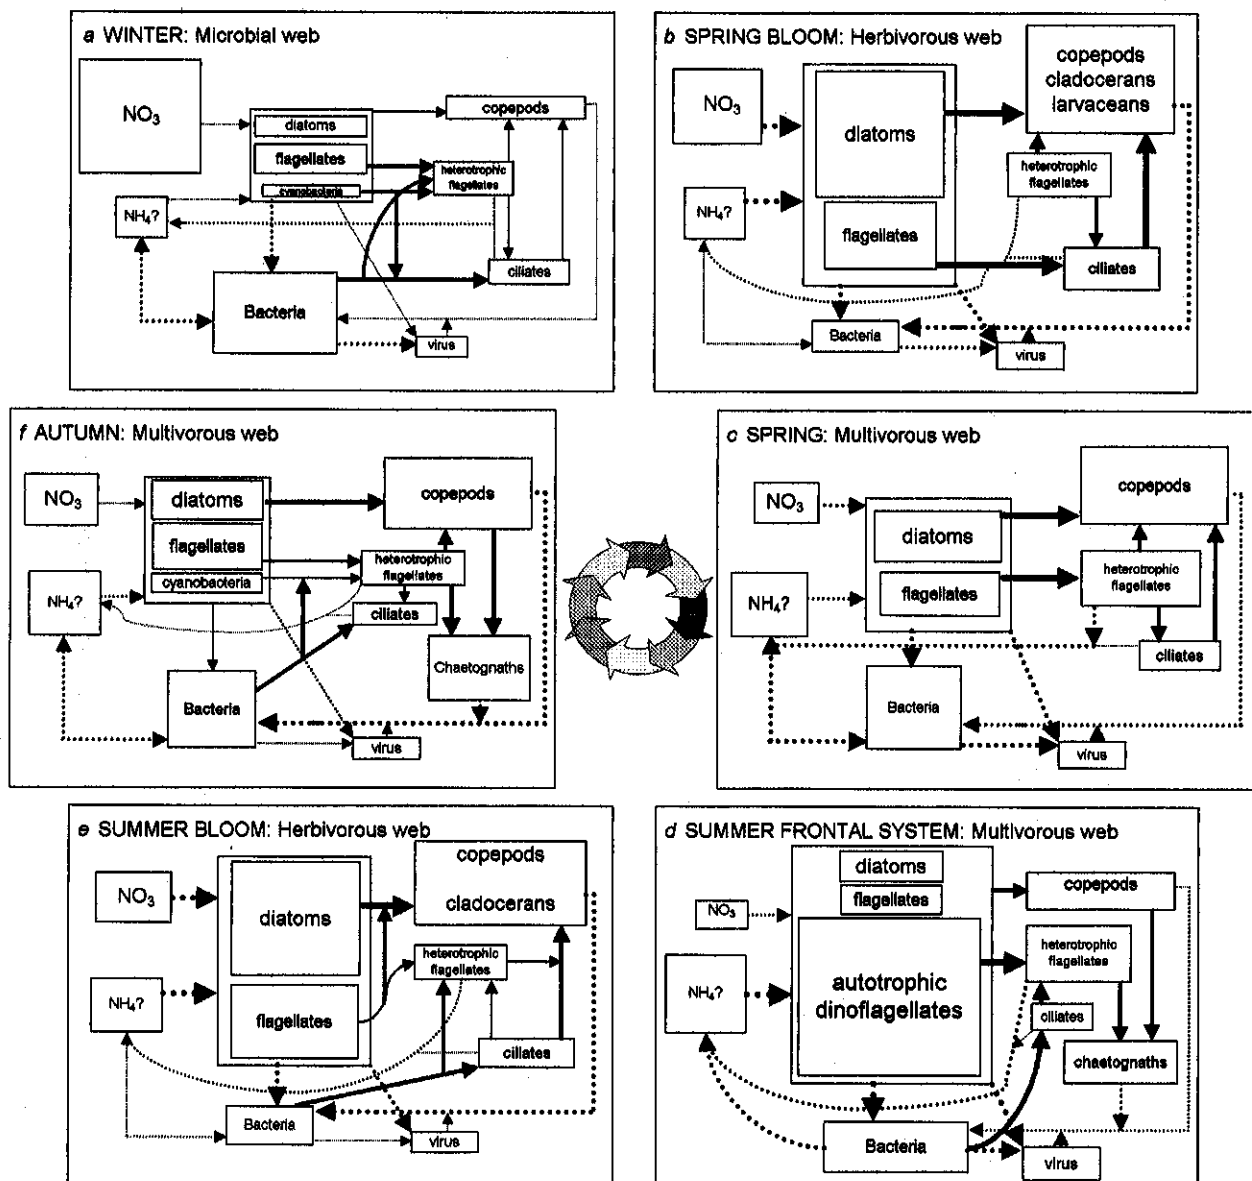 a WINTER: Microbial web
NO3
diatoms
flagellates
cyanobacteria
copepods
heterotrophic
flagellates
NH4?
ciliates
Bacteria
virus
b SPRING BLOOM: Herbivorous web
NO3
diatoms
flagellates
copepods
cladocerans
larvaceans
heterotrophic
flagellates
NH4?
ciliates
Bacteria
virus
f AUTUMN: Multivorous web
NO3
diatoms
flagellates
cyanobacteria
copepods
heterotrophic
flagellates
NH4?
ciliates
Chaetognaths
Bacteria
virus
c SPRING: Multivorous web
NO3
diatoms
flagellates
copepods
heterotrophic
flagellates
NH4?
ciliates
Bacteria
virus
e SUMMER BLOOM: Herbivorous web
NO3
diatoms
flagellates
copepods
cladocerans
heterotrophic
flagellates
NH4?
ciliates
Bacteria
virus
d SUMMER FRONTAL SYSTEM: Multivorous web
NO3
diatoms
flagellates
autotrophic
dinoflagellates
copepods
heterotrophic
flagellates
NH4?
ciliates
chaetognaths
Bacteria
virus